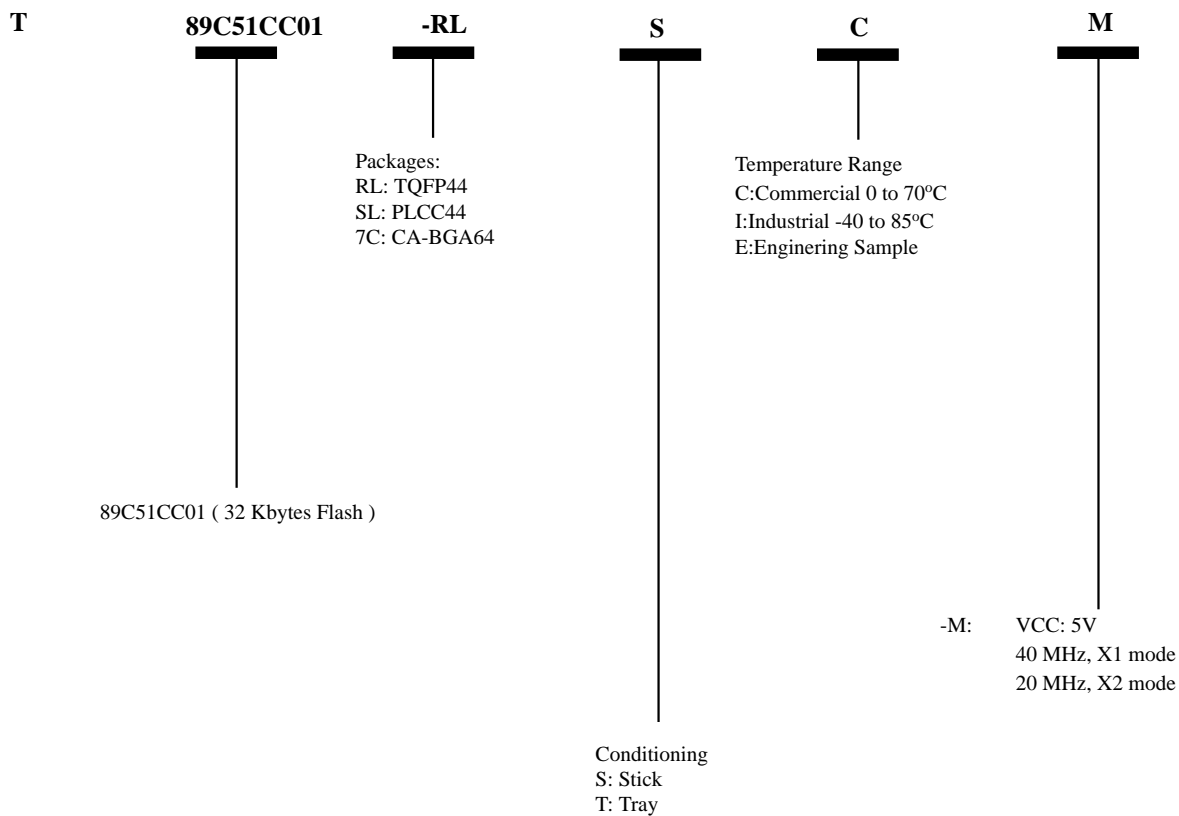 T 89C51CC01 -RL S C M
Packages:
RL: TQFP44
SL: PLCC44
7C: CA-BGA64
Temperature Range
C:Commercial 0 to 70ºC
I:Industrial -40 to 85ºC
E:Enginering Sample
89C51CC01 ( 32 Kbytes Flash )
-M: VCC: 5V
40 MHz, X1 mode
20 MHz, X2 mode
Conditioning
S: Stick
T: Tray